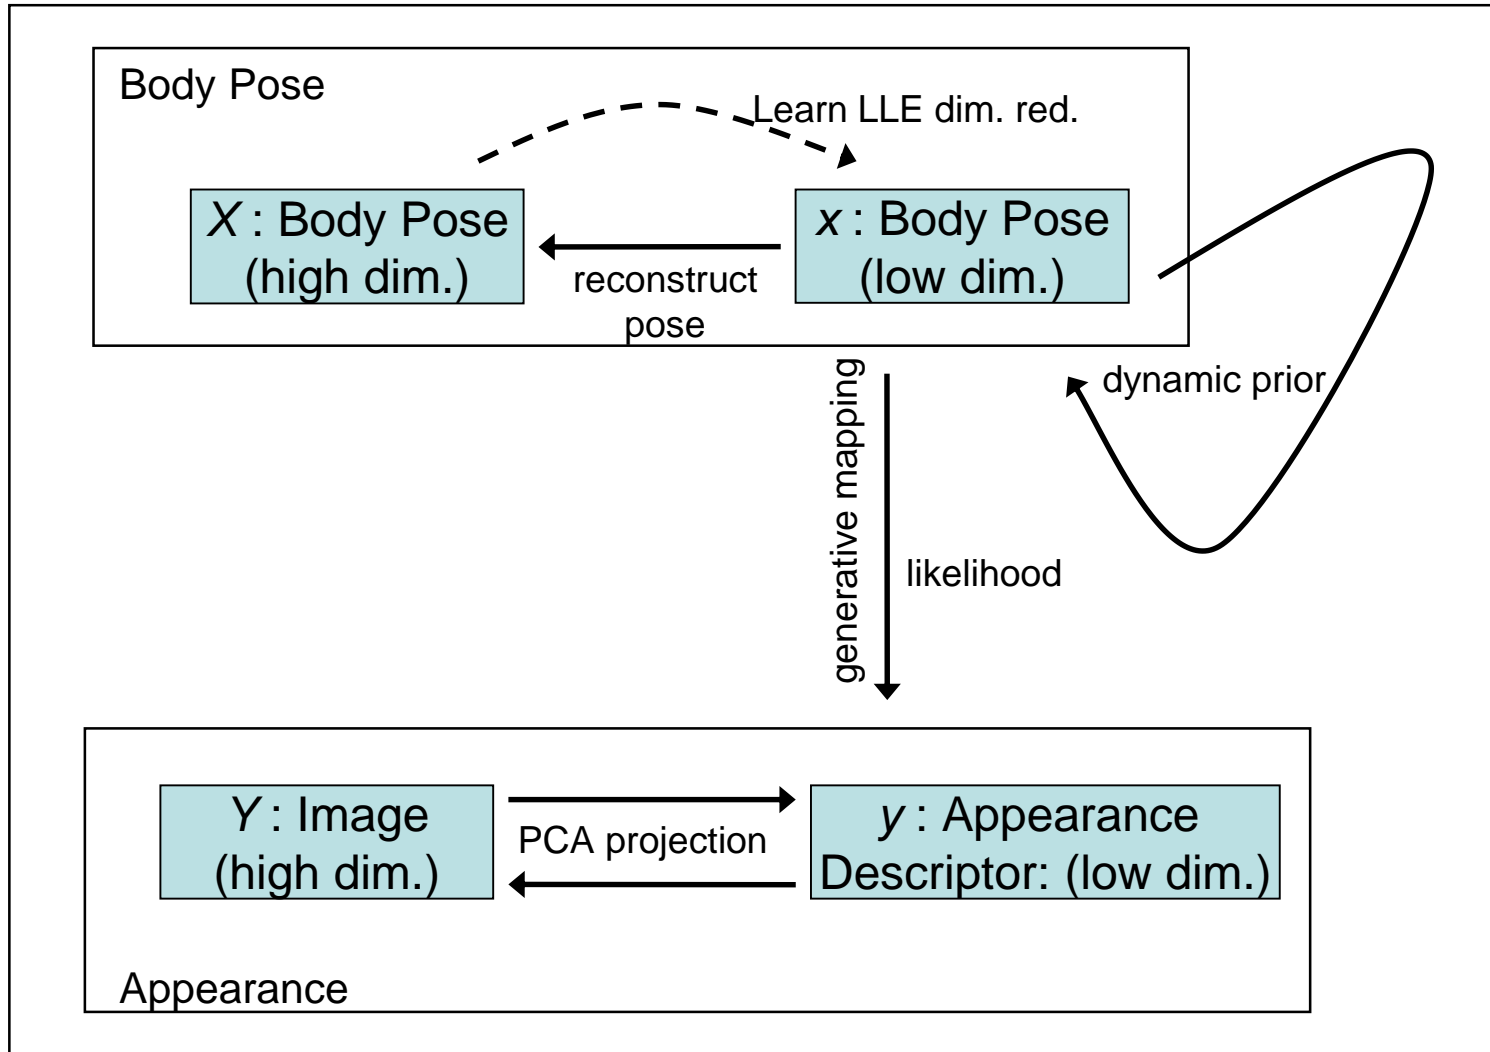 Body Pose
Learn LLE dim. red.
X : Body Pose
(high dim.)
reconstruct
pose
x : Body Pose
(low dim.)
dynamic prior
generative mapping
likelihood
Y : Image
(high dim.)
PCA projection
y : Appearance
Descriptor: (low dim.)
Appearance